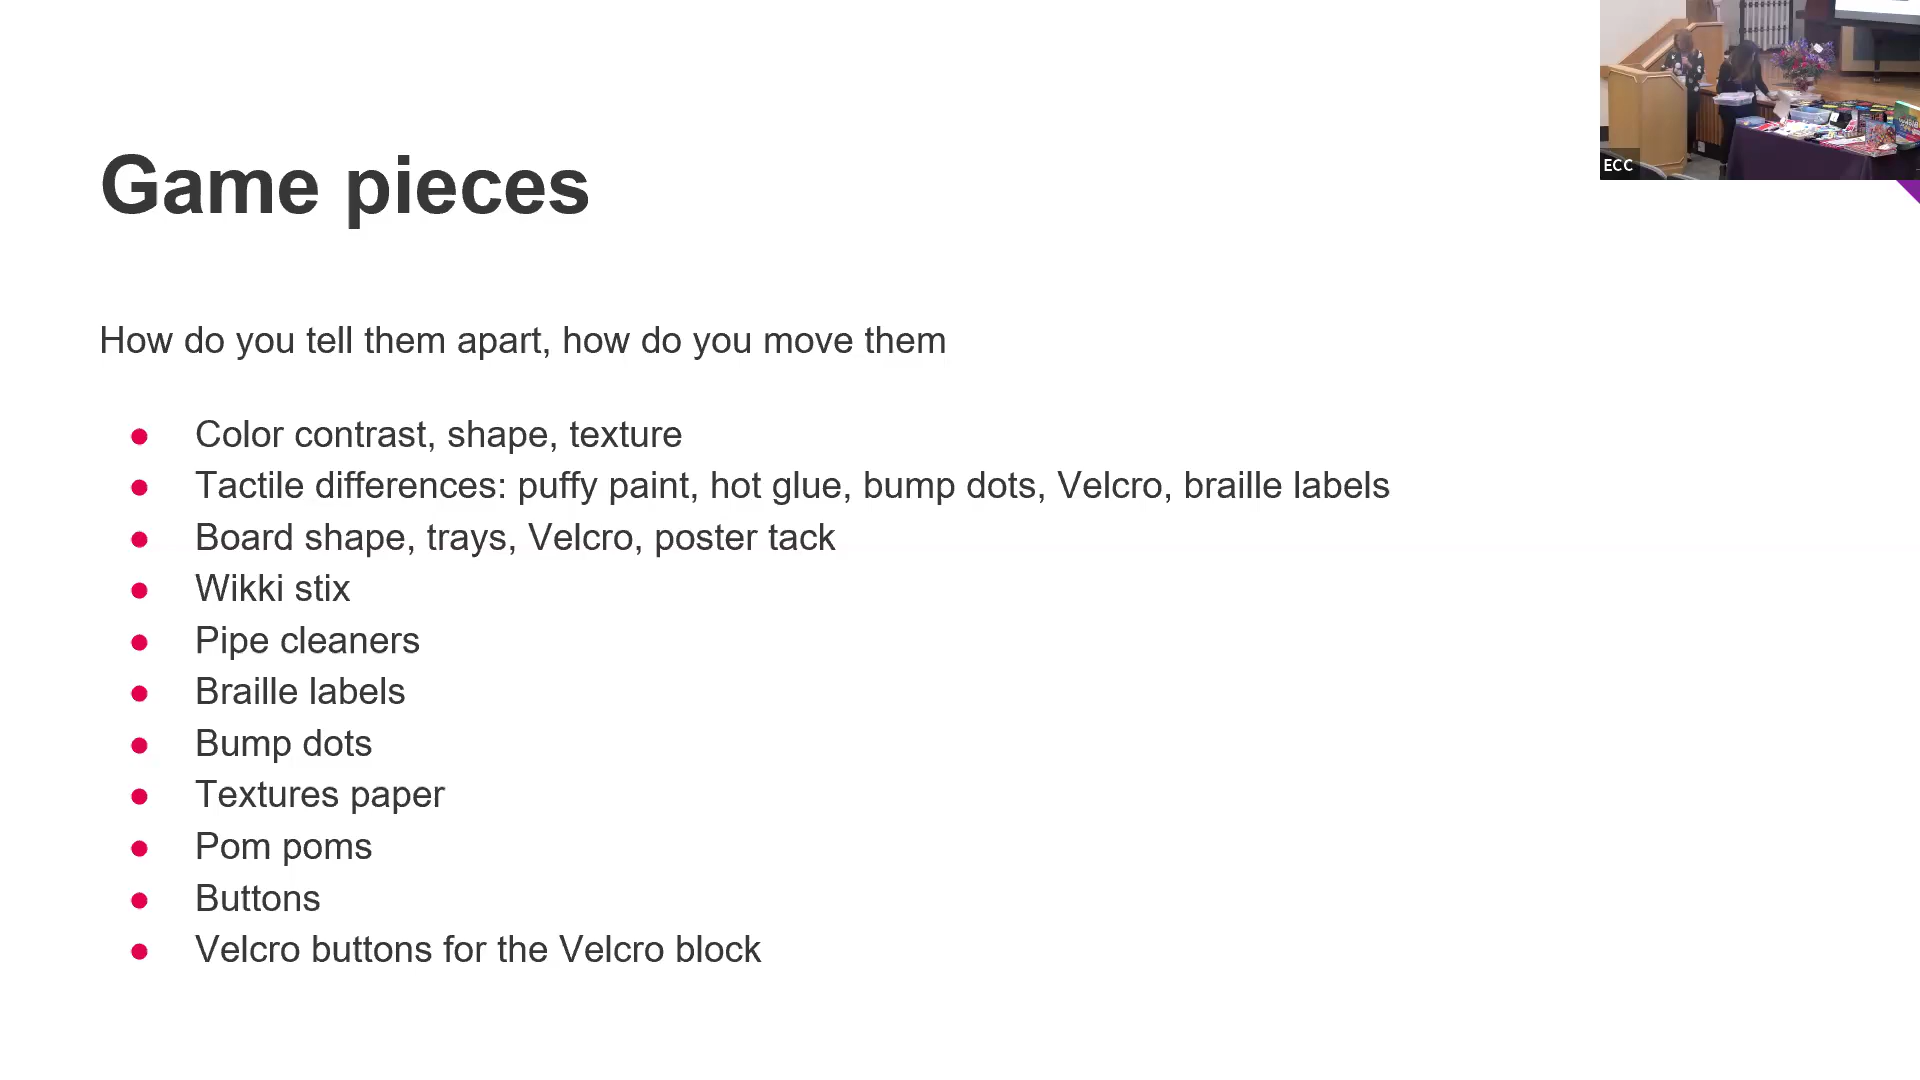 Game pieces
How do you tell them apart, how do you move them
● Color contrast, shape, texture
● Tactile differences: puffy paint, hot glue, bump dots, Velcro, braille labels
● Board shape, trays, Velcro, poster tack
● Wikki stix
● Pipe cleaners
● Braille labels
● Bump dots
● Textures paper
● Pom poms
● Buttons
● Velcro buttons for the Velcro block
ECC